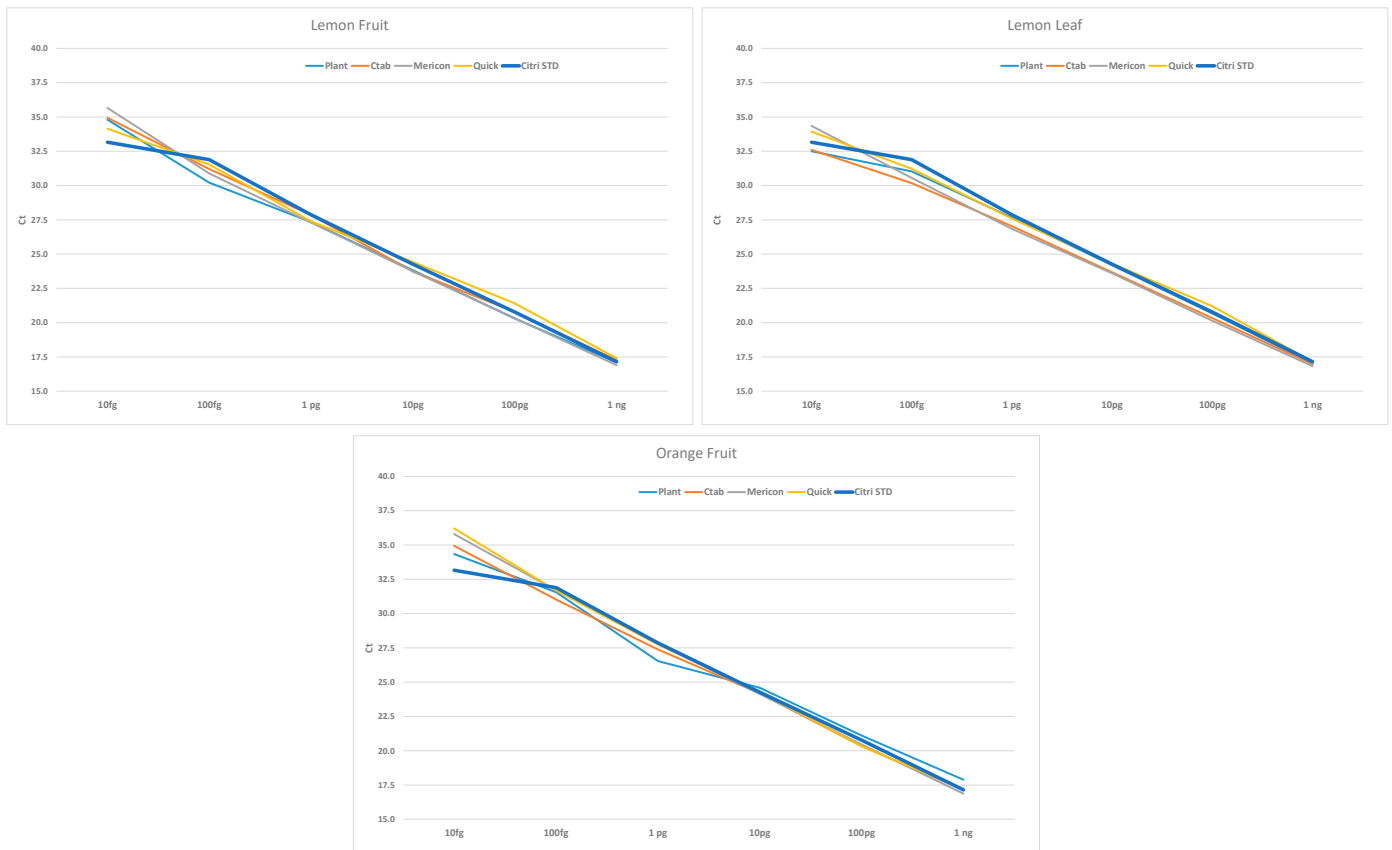 Lemon Fruit
40.0
Plant Ctab Mericon Quick Citri STD
37.5
35.0
32.5
30.0
27.5
Ct
25.0
22.5
20.0
17.5
15.0
10fg 100fg 1 pg 10pg 100pg 1 ng
Lemon Leaf
40.0
Plant Ctab Mericon Quick Citri STD
37.5
35.0
32.5
30.0
27.5
Ct
25.0
22.5
20.0
17.5
15.0
10fg 100fg 1 pg 10pg 100pg 1 ng
Orange Fruit
40.0
Plant Ctab Mericon Quick Citri STD
37.5
35.0
32.5
30.0
27.5
Ct
25.0
22.5
20.0
17.5
15.0
10fg 100fg 1 pg 10pg 100pg 1 ng